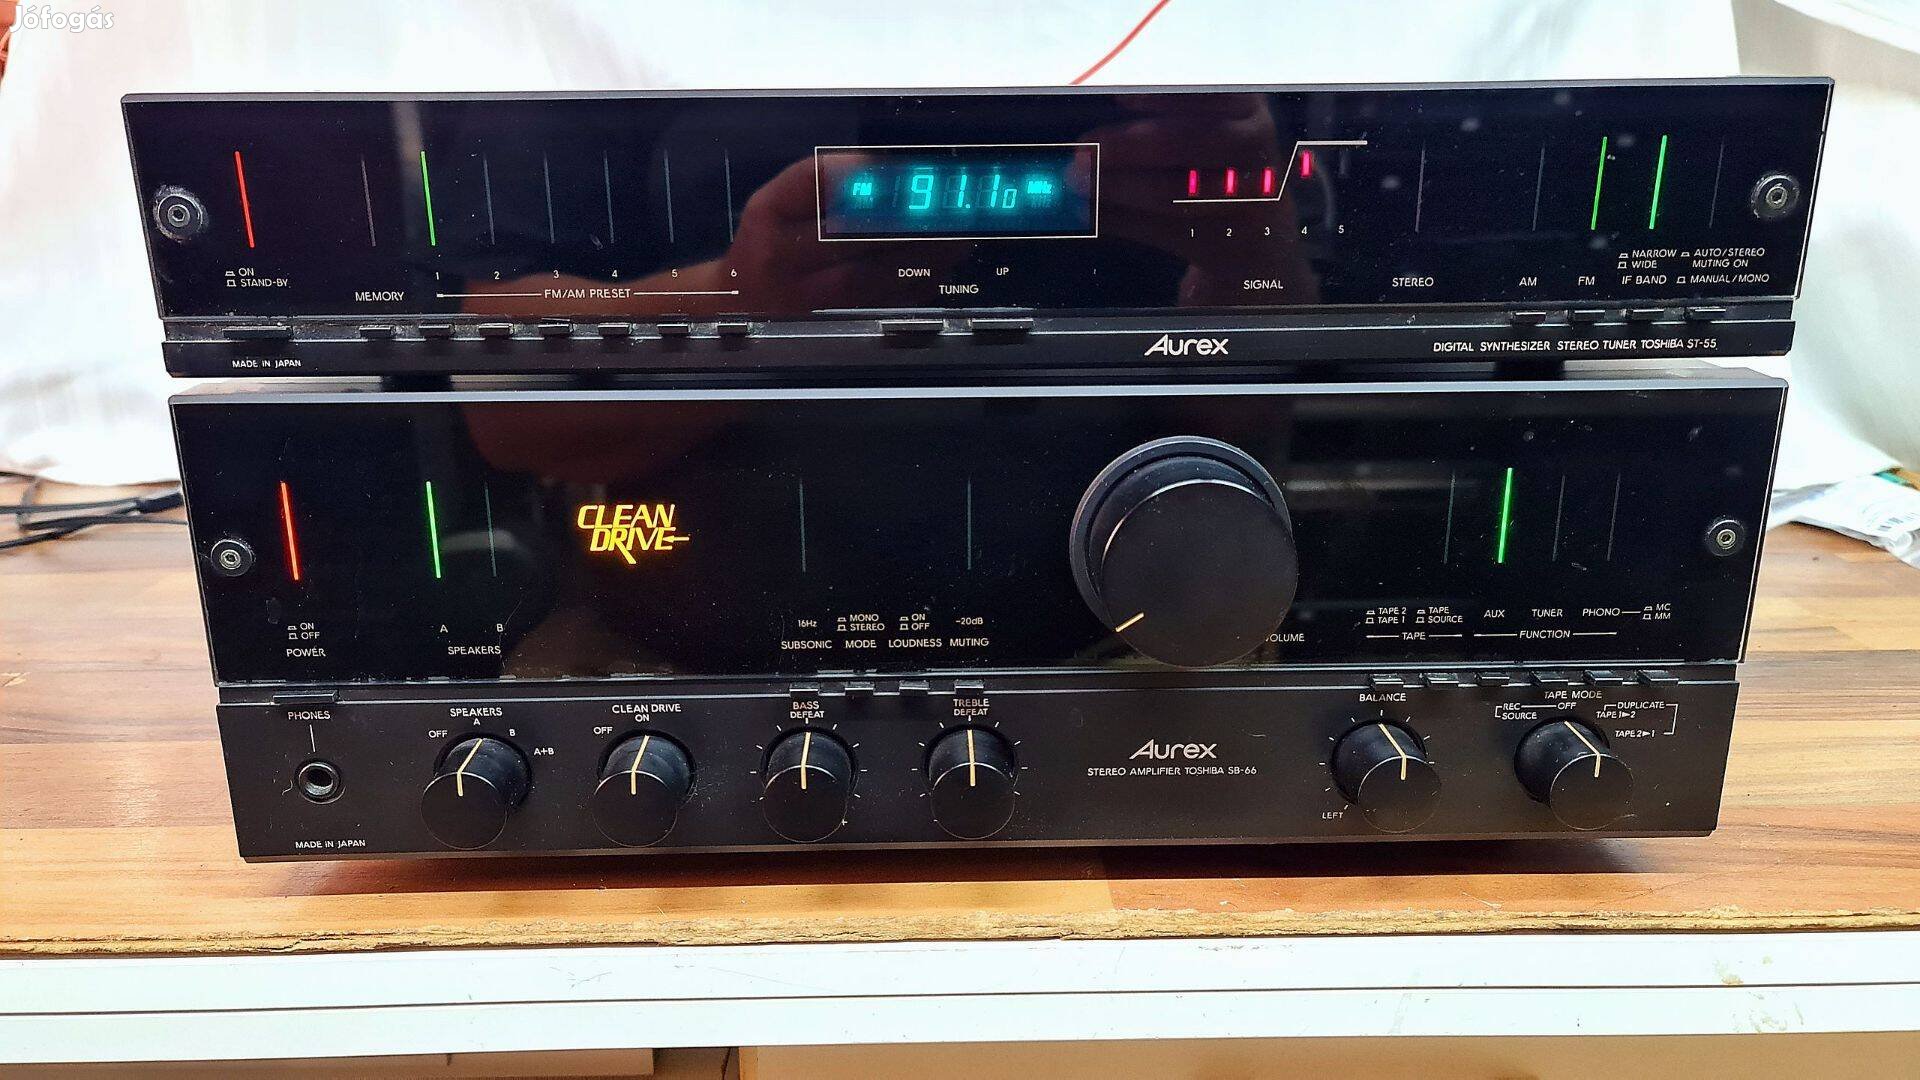 Jófogás
FM 91.10 MHz
1 2 3 4 5
ON
STAND-BY
MEMORY
1 2 3 4 5 6
FM/AM PRESET
DOWN UP
TUNING
SIGNAL
STEREO
AM
FM
NARROW
WIDE
IF BAND
AUTO/STEREO
MUTING ON
MANUAL/MONO
MADE IN JAPAN
Aurex
DIGITAL SYNTHESIZER STEREO TUNER TOSHIBA ST-55
CLEAN
DRIVE
ON
OFF
POWER
A B
SPEAKERS
16Hz
SUBSONIC
MONO
STEREO
MODE
ON
OFF
LOUDNESS
-20dB
MUTING
VOLUME
TAPE 2
TAPE 1
TAPE
SOURCE
TAPE
AUX
TUNER
PHONO
MC
MM
FUNCTION
PHONES
SPEAKERS
OFF A B A+B
CLEAN DRIVE
OFF ON
BASS
DEFEAT
+
TREBLE
DEFEAT
Aurex
STEREO AMPLIFIER TOSHIBA SB-66
BALANCE
LEFT
TAPE MODE
REC OFF DUPLICATE
SOURCE TAPE 1▶2
TAPE 2▶1
MADE IN JAPAN